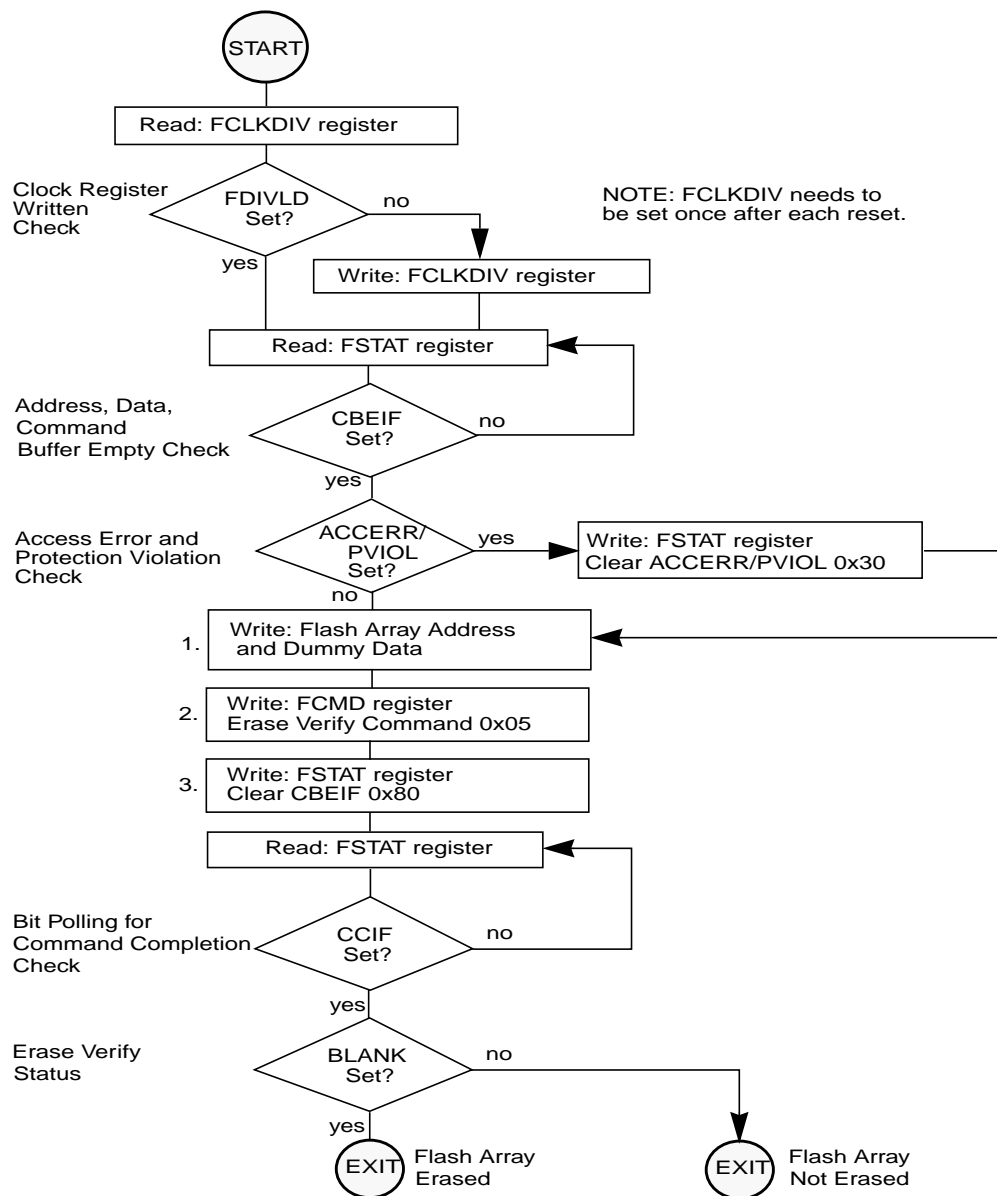 START
Read: FCLKDIV register
Clock Register
Written
Check
FDIVLD
Set?
no
yes
NOTE: FCLKDIV needs to
be set once after each reset.
Write: FCLKDIV register
Read: FSTAT register
Address, Data,
Command
Buffer Empty Check
CBEIF
Set?
no
yes
Access Error and
Protection Violation
Check
ACCERR/
PVIOL
Set?
yes
no
Write: FSTAT register
Clear ACCERR/PVIOL 0x30
1.
Write: Flash Array Address
and Dummy Data
2.
Write: FCMD register
Erase Verify Command 0x05
3.
Write: FSTAT register
Clear CBEIF 0x80
Read: FSTAT register
Bit Polling for
Command Completion
Check
CCIF
Set?
no
yes
Erase Verify
Status
BLANK
Set?
no
yes
EXIT
Flash Array
Erased
EXIT
Flash Array
Not Erased